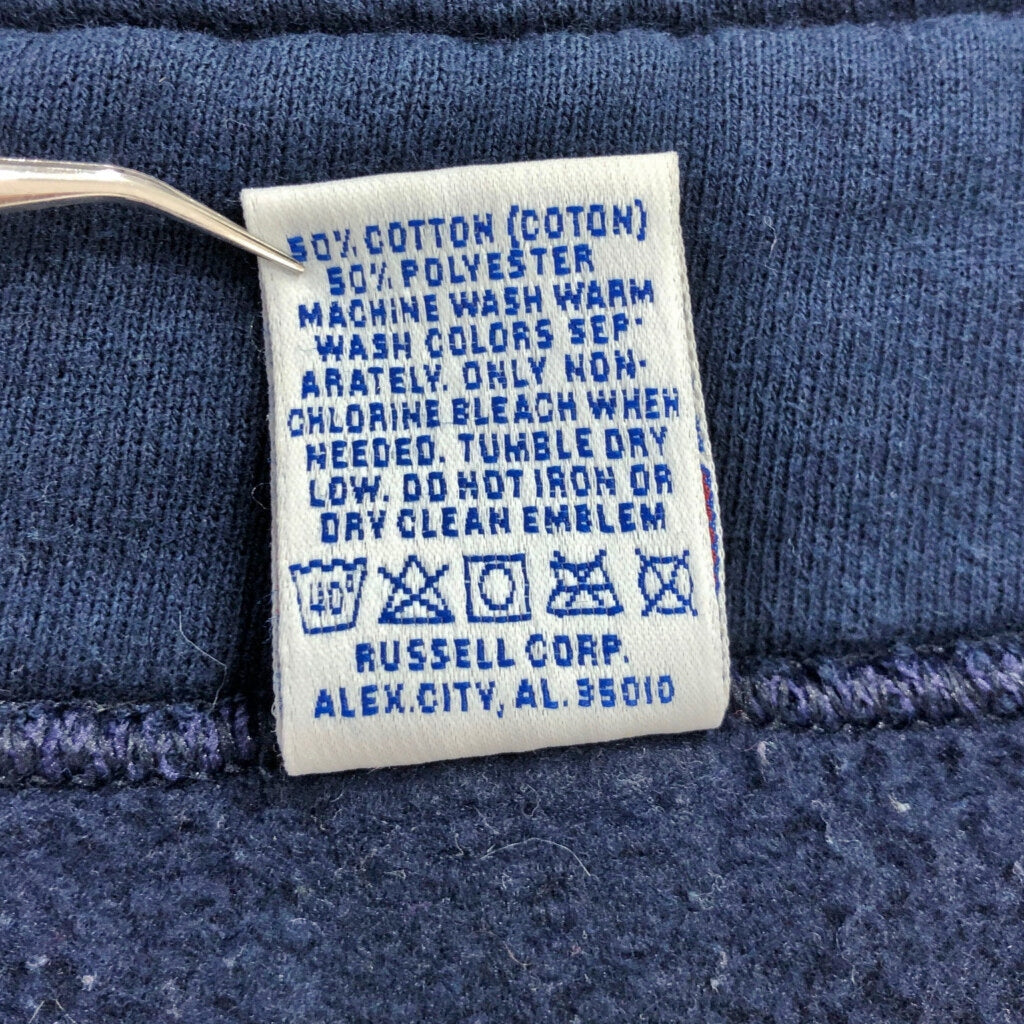 50% COTTON (COTON)
50% POLYESTER
MACHINE WASH WARM
WASH COLORS SEP-
ARATELY. ONLY NON-
CHLORINE BLEACH WHEN
NEEDED. TUMBLE DRY
LOW. DO NOT IRON OR
DRY CLEAN EMBLEM
40°
RUSSELL CORP.
ALEX.CITY, AL. 35010